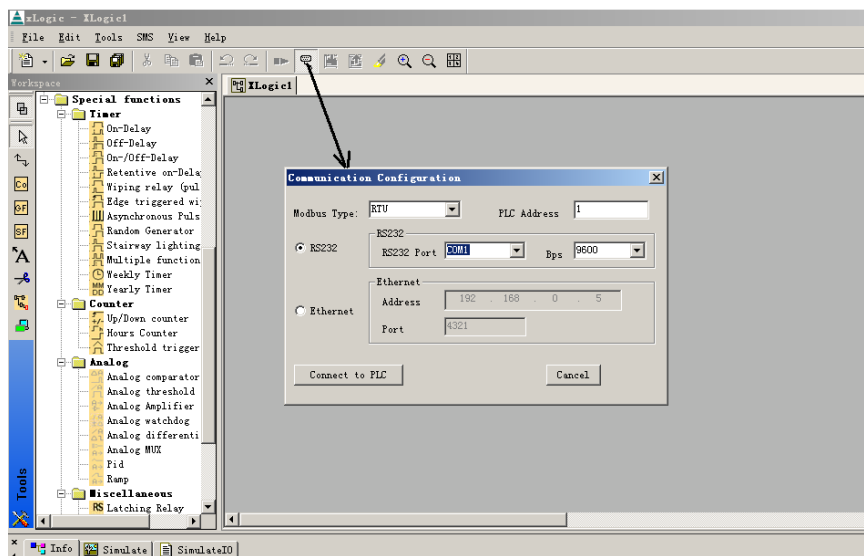 xLogic - XLogic1
File Edit Tools SMS View Help
Workspace
XLogic1
Special functions
Timer
On-Delay
Off-Delay
On-/Off-Delay
Retentive on-Dela
Wiping relay (pul
Edge triggered wi
Asynchronous Puls
Random Generator
Stairway lighting
Multiple function
Weekly Timer
MM DD Yearly Timer
Counter
Up/Down counter
Hours Counter
Threshold trigger
Analog
Analog comparator
Analog threshold
Analog Amplifier
Analog watchdog
Analog differenti
Analog MUX
Pid
Ramp
Miscellaneous
RS Latching Relay
Co
GF
SF
A
Tools
Communication Configuration
Modbus Type: RTU PLC Address 1
RS232
RS232 RS232 Port COM1 Bps 9600
Ethernet
Address 192 . 168 . 0 . 5
Ethernet
Port 4321
Connect to PLC Cancel
Info Simulate SimulateIO